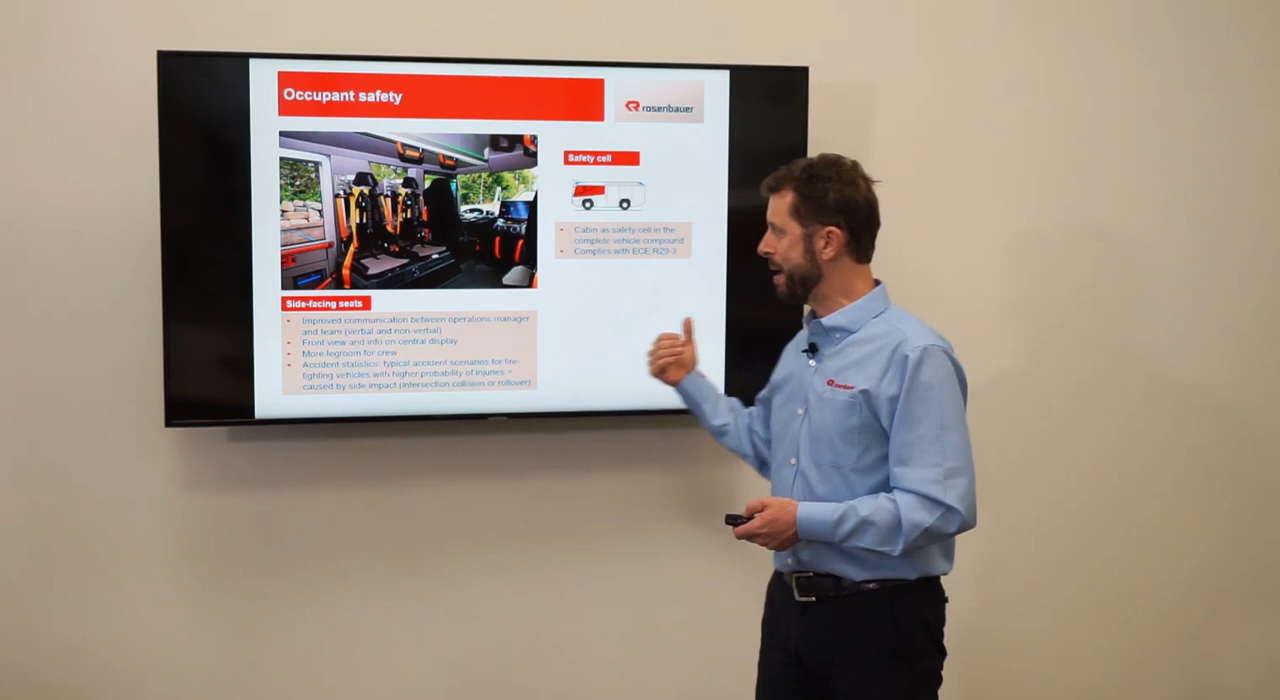 Occupant safety
rosenbauer
Safety cell
Cabin as safety cell in the
complete vehicle compound
Complies with ECE R29-3
Side-facing seats
Improved communication between operations manager
and team (verbal and non-verbal)
Front view and info on central display
More legroom for crew
Accident statistics: typical accident scenarios for fire-
fighting vehicles with higher probability of injuries =
caused by side impact (intersection collision or rollover)
rosenbauer